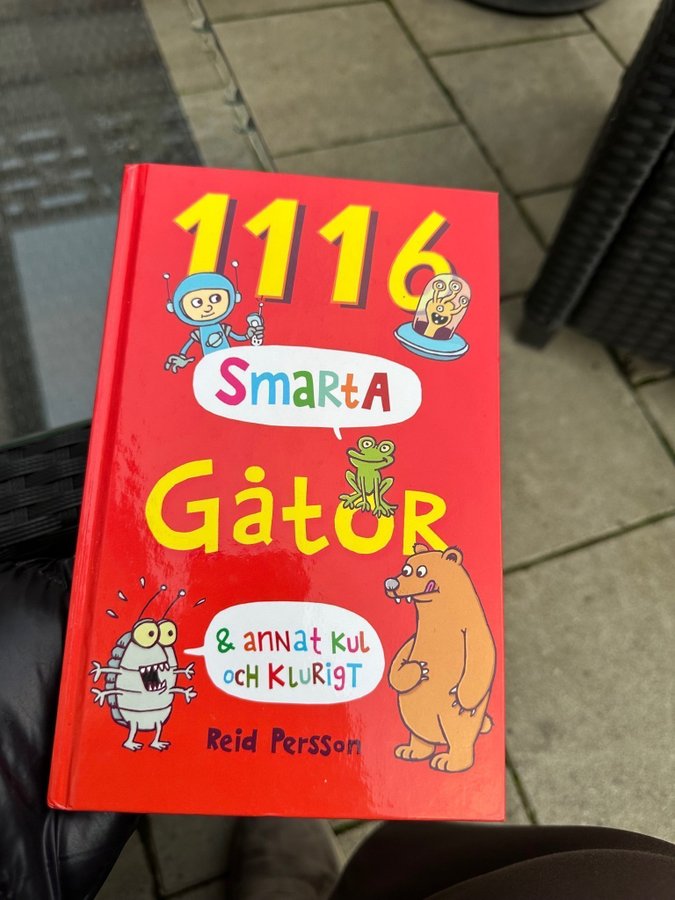 1116
SmaRtA
GåtoR
& annat kul
och klurigt
Reid Persson